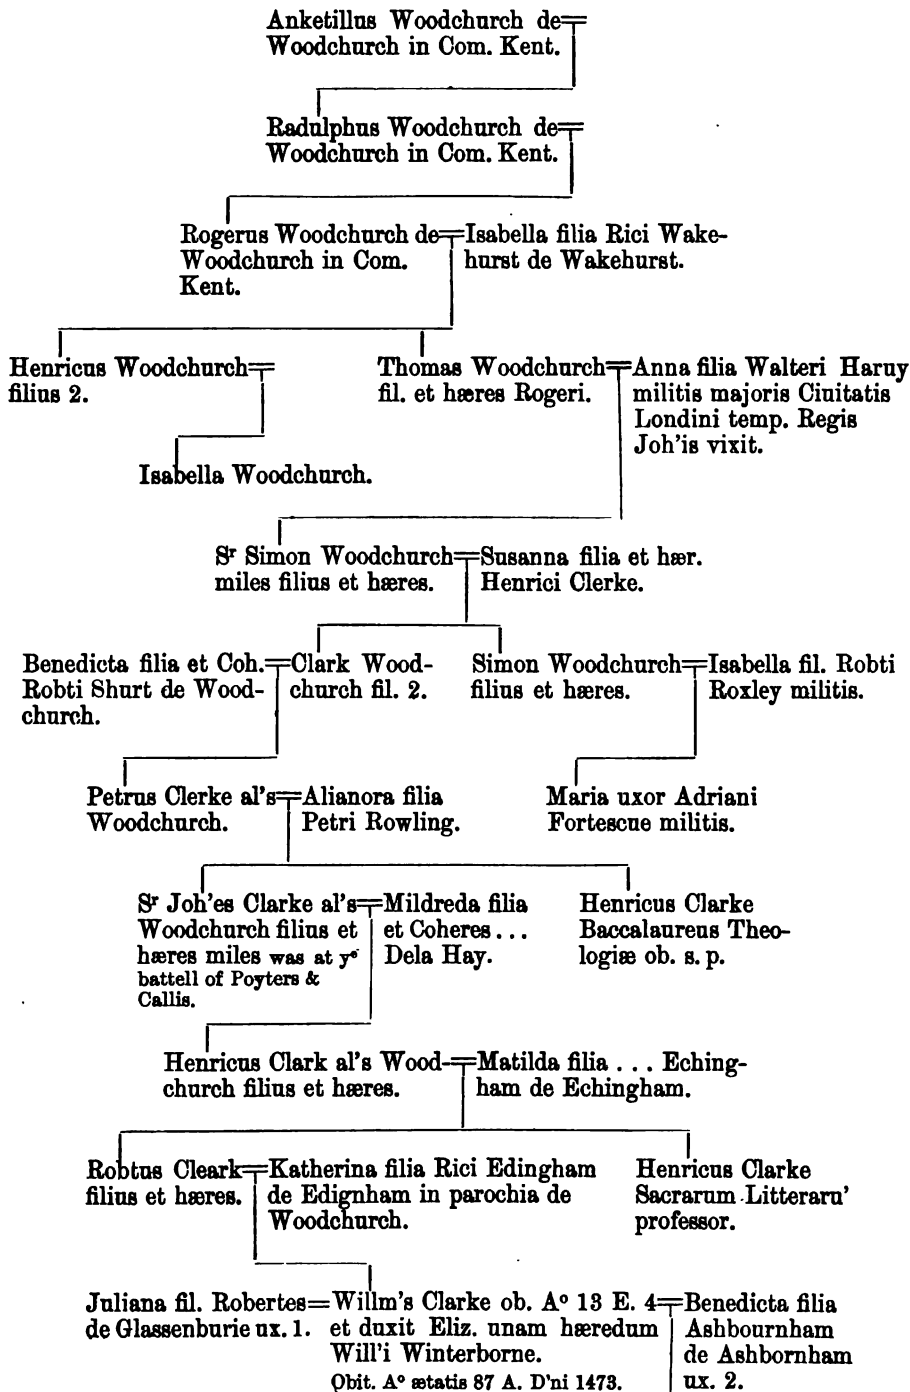 Anketillus Woodchurch de
Woodchurch in Com. Kent.
Radulphus Woodchurch de
Woodchurch in Com. Kent.
Rogerus Woodchurch de
Woodchurch in Com.
Kent.
Isabella filia Rici Wake-
hurst de Wakehurst.
Henricus Woodchurch
filius 2.
Thomas Woodchurch
fil. et hæres Rogeri.
Anna filia Walteri Haruy
militis majoris Ciuitatis
Londini temp. Regis
Joh'is vixit.
Isabella Woodchurch.
Sʳ Simon Woodchurch
miles filius et hæres.
Susanna filia et hær.
Henrici Clerke.
Benedicta filia et Coh.
Robti Shurt de Wood-
church.
Clark Wood-
church fil. 2.
Simon Woodchurch
filius et hæres.
Isabella fil. Robti
Roxley militis.
Petrus Clerke al's
Woodchurch.
Alianora filia
Petri Rowling.
Maria uxor Adriani
Fortescue militis.
Sʳ Joh'es Clarke al's
Woodchurch filius et
hæres miles was at yᵉ
battell of Poyters &
Callis.
Mildreda filia
et Coheres . . .
Dela Hay.
Henricus Clarke
Baccalaureus Theo-
logiæ ob. s. p.
Henricus Clark al's Wood-
church filius et hæres.
Matilda filia . . . Eching-
ham de Echingham.
Robtus Cleark
filius et hæres.
Katherina filia Rici Edingham
de Edignham in parochia de
Woodchurch.
Henricus Clarke
Sacrarum Litteraru'
professor.
Juliana fil. Robertes
de Glassenburie ux. 1.
Willm's Clarke ob. Aº 13 E. 4
et duxit Eliz. unam hæredum
Will'i Winterborne.
Obit. Aº ætatis 87 A. D'ni 1473.
Benedicta filia
Ashbournham
de Ashbornham
ux. 2.